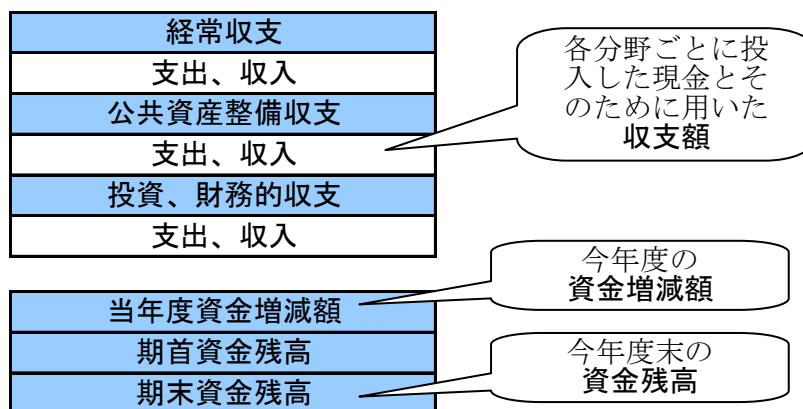 経常収支
支出、収入
公共資産整備収支
支出、収入
投資、財務的収支
支出、収入
各分野ごとに投
入した現金とそ
のために用いた
収支額
当年度資金増減額
期首資金残高
期末資金残高
今年度の
資金増減額
今年度末の
資金残高